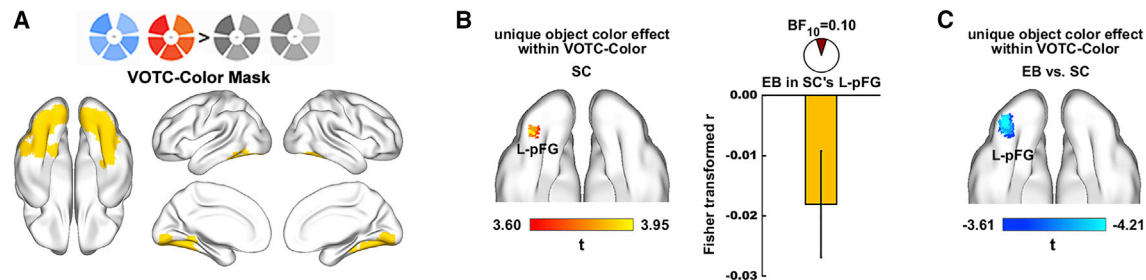 A
>
VOTC-Color Mask
B
unique object color effect
within VOTC-Color
SC
L-pFG
3.60
3.95
t
BF10=0.10
EB in SC's L-pFG
Fisher transformed r
0.00
-0.01
-0.02
-0.03
C
unique object color effect
within VOTC-Color
EB vs. SC
L-pFG
-3.61
-4.21
t